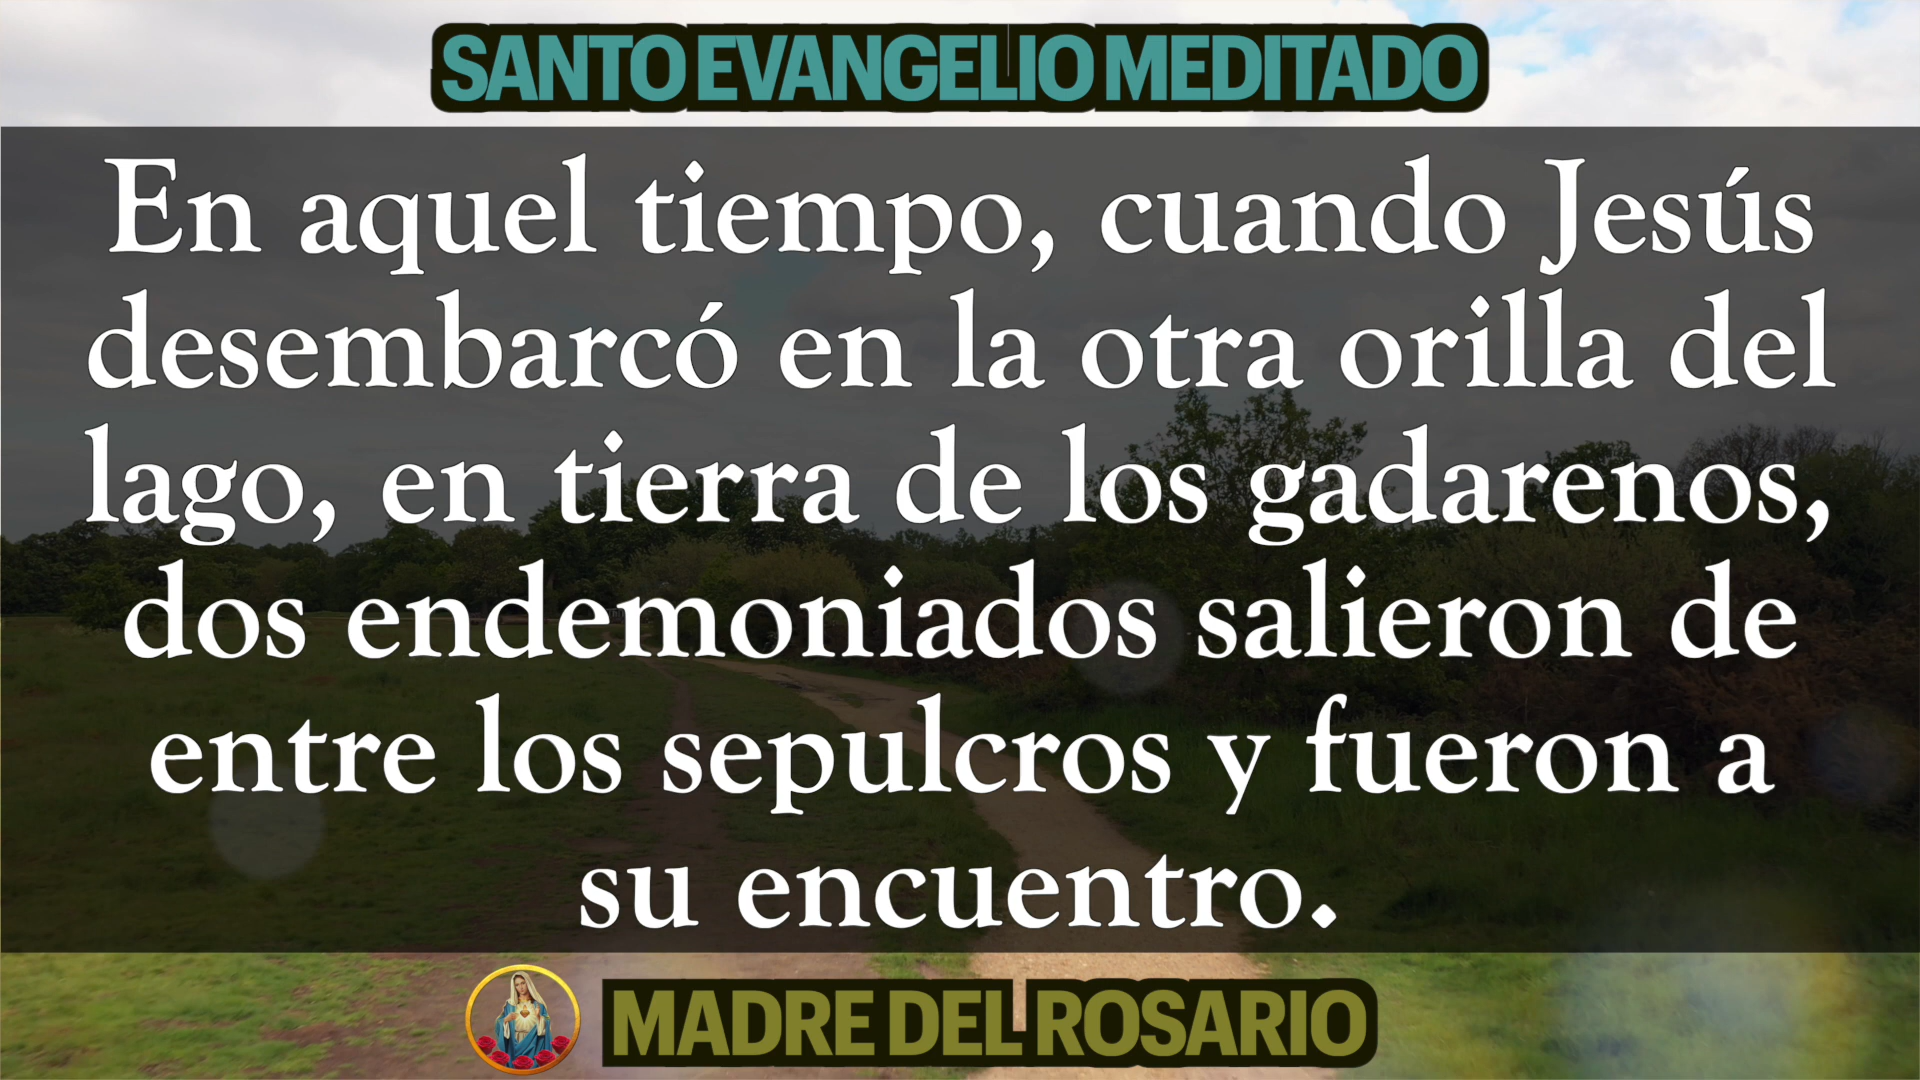 SANTO EVANGELIO MEDITADO
En aquel tiempo, cuando Jesús
desembarcó en la otra orilla del
lago, en tierra de los gadarenos,
dos endemoniados salieron de
entre los sepulcros y fueron a
su encuentro.
MADRE DEL ROSARIO